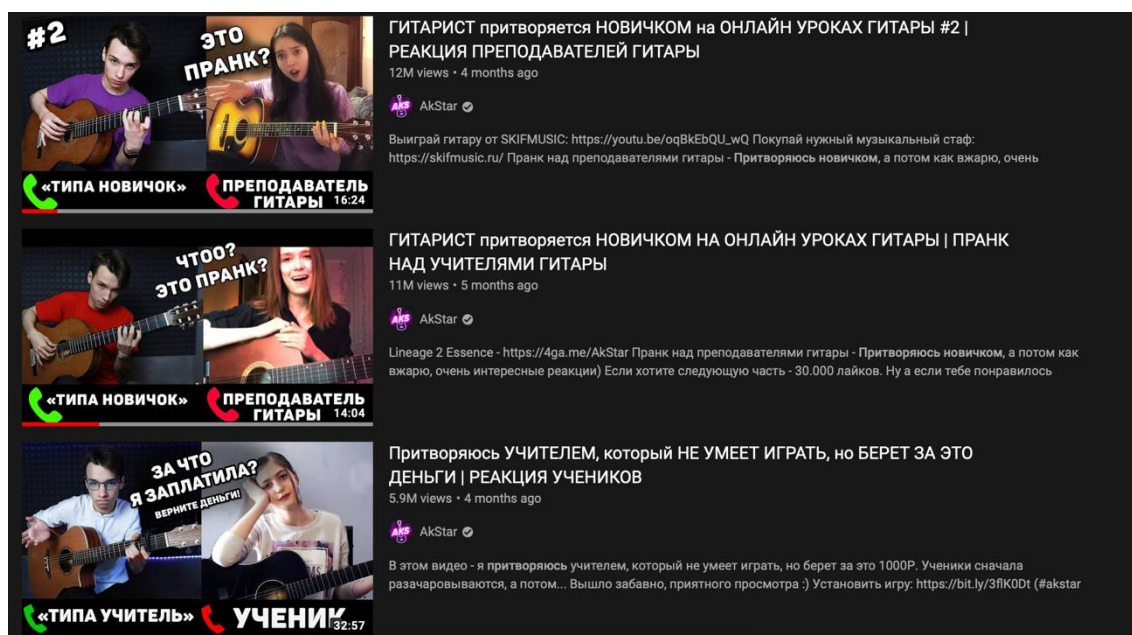 #2
ЭТО
ПРАНК?
«ТИПА НОВИЧОК»
ПРЕПОДАВАТЕЛЬ
ГИТАРЫ
16:24
ГИТАРИСТ притворяется НОВИЧКОМ на ОНЛАЙН УРОКАХ ГИТАРЫ #2 |
РЕАКЦИЯ ПРЕПОДАВАТЕЛЕЙ ГИТАРЫ
12M views • 4 months ago
AKS AkStar
Выиграй гитару от SKIFMUSIC: https://youtu.be/oqBkEbQU_wQ Покупай нужный музыкальный стаф:
https://skifmusic.ru/ Пранк над преподавателями гитары - Притворяюсь новичком, а потом как вжарю, очень
ЧТОО?
ЭТО ПРАНК?
«ТИПА НОВИЧОК»
ПРЕПОДАВАТЕЛЬ
ГИТАРЫ
14:04
ГИТАРИСТ притворяется НОВИЧКОМ НА ОНЛАЙН УРОКАХ ГИТАРЫ | ПРАНК
НАД УЧИТЕЛЯМИ ГИТАРЫ
11M views • 5 months ago
AKS AkStar
Lineage 2 Essence - https://4ga.me/AkStar Пранк над преподавателями гитары - Притворяюсь новичком, а потом как
вжарю, очень интересные реакции) Если хотите следующую часть - 30.000 лайков. Ну а если тебе понравилось
ЗА ЧТО
Я ЗАПЛАТИЛА?
ВЕРНИТЕ ДЕНЬГИ!
«ТИПА УЧИТЕЛЬ»
УЧЕНИК
32:57
Притворяюсь УЧИТЕЛЕМ, который НЕ УМЕЕТ ИГРАТЬ, но БЕРЕТ ЗА ЭТО
ДЕНЬГИ | РЕАКЦИЯ УЧЕНИКОВ
5.9M views • 4 months ago
AKS AkStar
В этом видео - я притворяюсь учителем, который не умеет играть, но берет за это 1000Р. Ученики сначала
разачаровываются, а потом... Вышло забавно, приятного просмотра :) Установить игру: https://bit.ly/3flK0Dt (#akstar